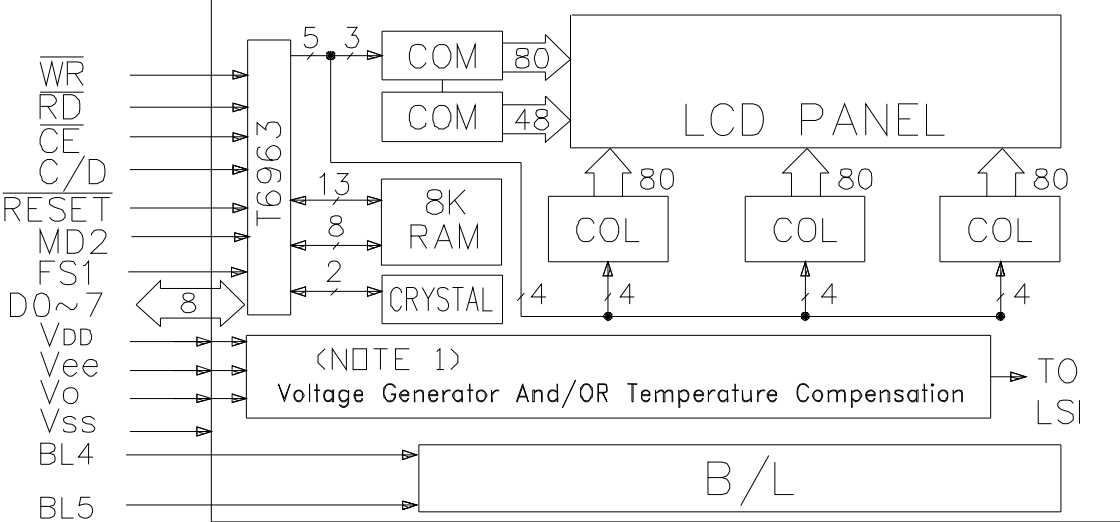 WR
RD
CE
C/D
RESET
MD2
FS1
D0~7
VDD
Vee
Vo
Vss
BL4
BL5
8
T6963
5
3
COM
80
COM
48
LCD PANEL
13
8K
RAM
8
2
CRYSTAL
80
80
80
COL
COL
COL
4
4
4
4
(NOTE 1)
Voltage Generator And/OR Temperature Compensation
TO
LSI
B/L